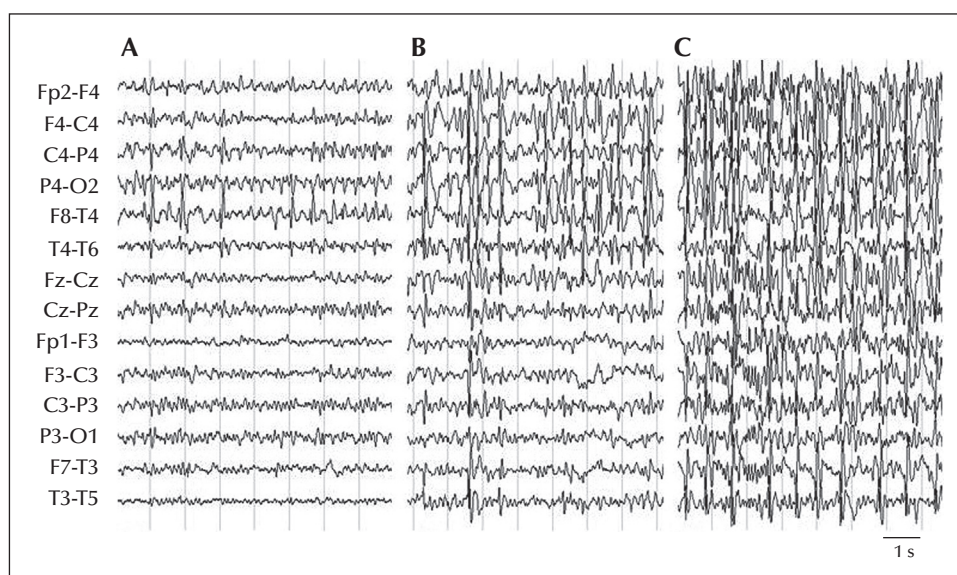 A B C
Fp2-F4
F4-C4
C4-P4
P4-O2
F8-T4
T4-T6
Fz-Cz
Cz-Pz
Fp1-F3
F3-C3
C3-P3
P3-O1
F7-T3
T3-T5
1 s